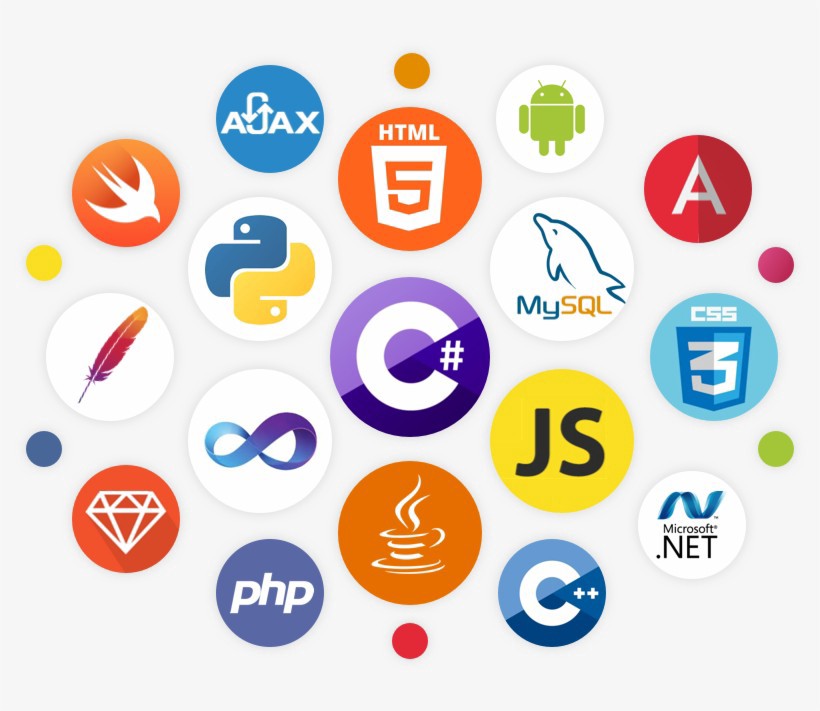 AJAX
HTML
5
A
MySQL
C#
CSS
3
JS
Microsoft®
.NET
php
C++